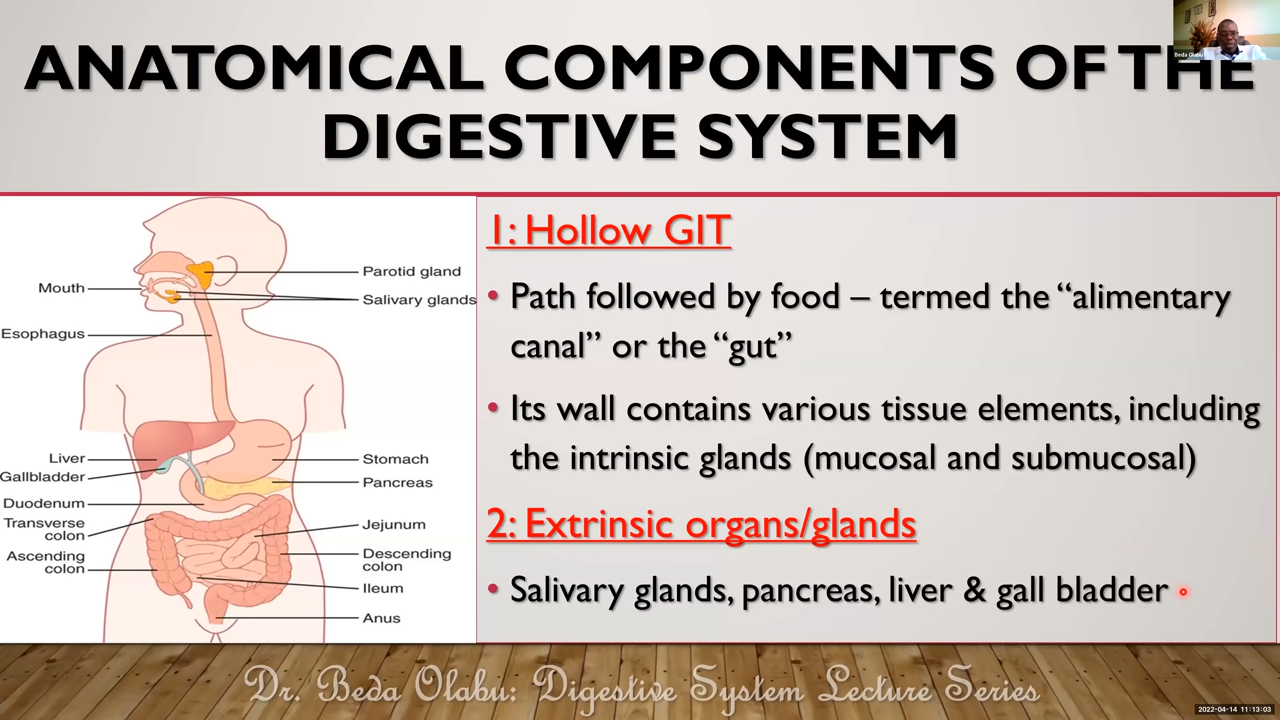 ANATOMICAL COMPONENTS OF THE
DIGESTIVE SYSTEM
Beda Olabu
Mouth
Esophagus
Liver
Gallbladder
Duodenum
Transverse
colon
Ascending
colon
Parotid gland
Salivary glands
Stomach
Pancreas
Jejunum
Descending
colon
Ileum
Anus
1: Hollow GIT
• Path followed by food – termed the “alimentary
canal” or the “gut”
• Its wall contains various tissue elements, including
the intrinsic glands (mucosal and submucosal)
2: Extrinsic organs/glands
• Salivary glands, pancreas, liver & gall bladder
Dr. Beda Olabu: Digestive System Lecture Series
2022-04-14 11:13:03